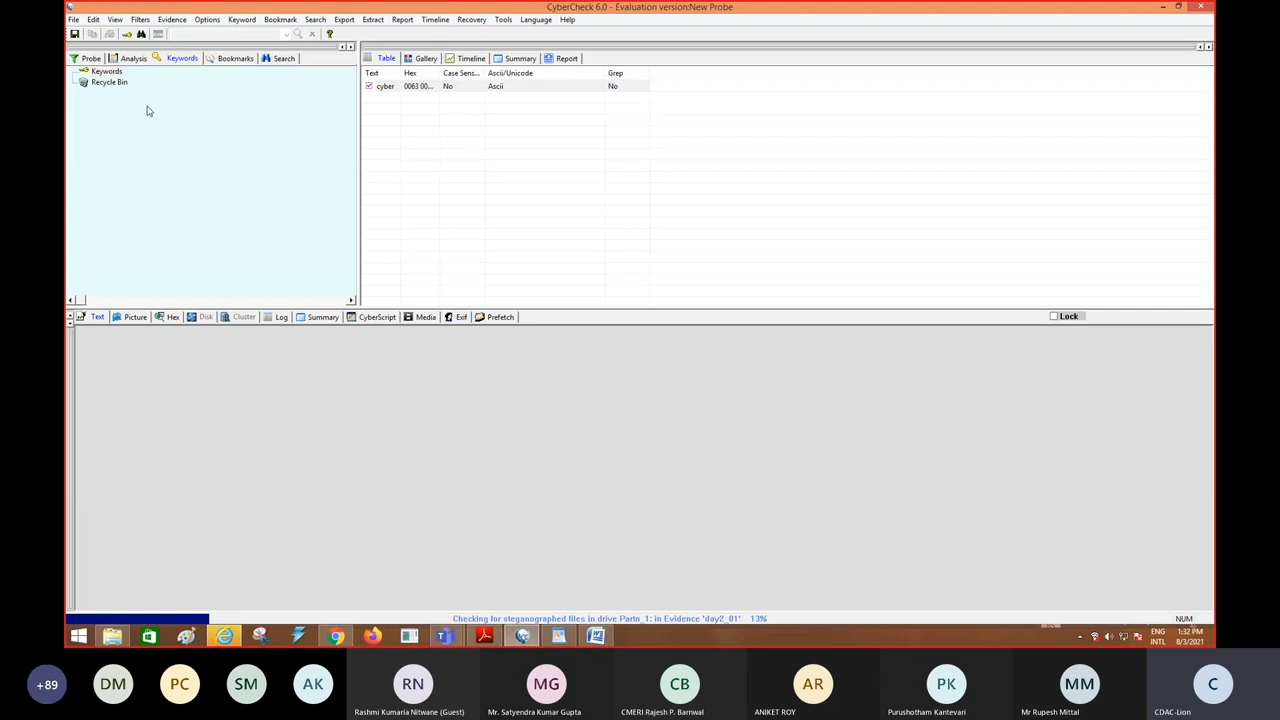 CyberCheck 6.0 - Evaluation version:New Probe
File Edit View Filters Evidence Options Keyword Bookmark Search Export Extract Report Timeline Recovery Tools Language Help
Probe Analysis Keywords Bookmarks Search
Table Gallery Timeline Summary Report
Keywords
Recycle Bin
Text Hex Case Sens... Ascii/Unicode Grep
cyber 0063 00... No Ascii No
Text Picture Hex Disk Cluster Log Summary CyberScript Media Exif Prefetch
Lock
Checking for steganographed files in drive Partn_1: in Evidence 'day2_01' 13%
NUM
ENG
INTL
1:32 PM
8/3/2021
+89
DM
PC
SM
AK
RN
Rashmi Kumaria Nitwane (Guest)
MG
Mr. Satyendra Kumar Gupta
CB
CMERI Rajesh P. Barnwal
AR
ANIKET ROY
PK
Purushotham Kantevari
MM
Mr Rupesh Mittal
C
CDAC-Lion